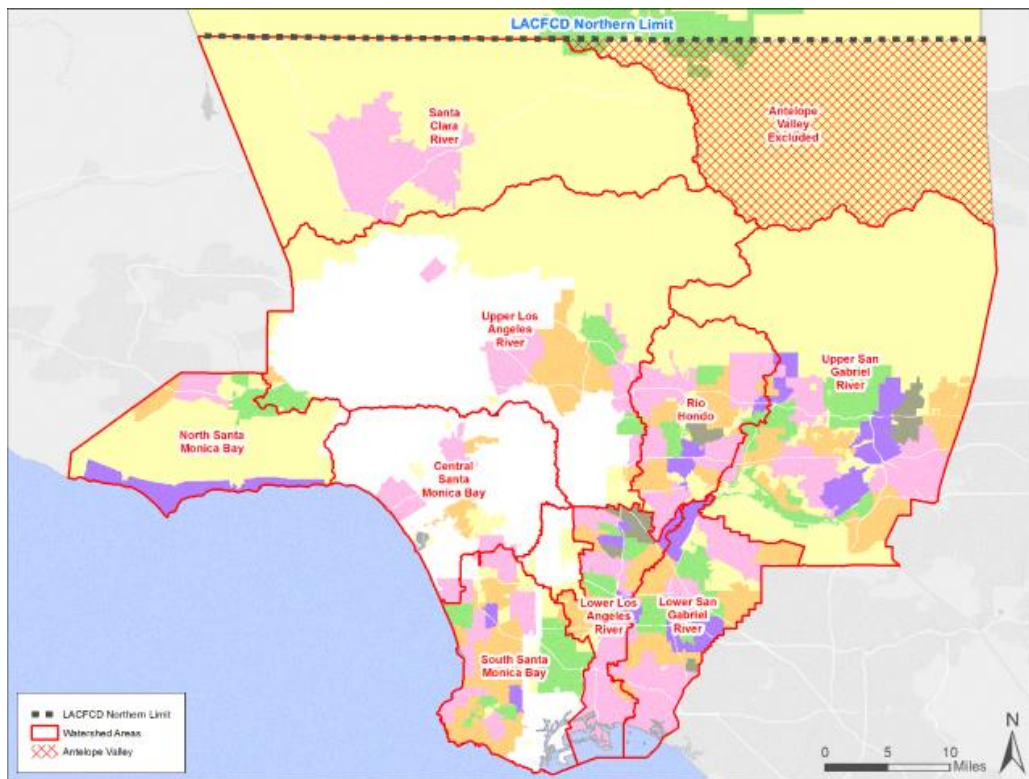 LACFCD Northern Limit
Santa
Clara
River
Antelope
Valley
Excluded
Upper Los
Angeles
River
Upper San
Gabriel
River
Rio
Hondo
North Santa
Monica Bay
Central
Santa
Monica Bay
Lower Los
Angeles
River
Lower San
Gabriel
River
South Santa
Monica Bay
LACFCD Northern Limit
Watershed Areas
Antelope Valley
N
0 5 10
Miles